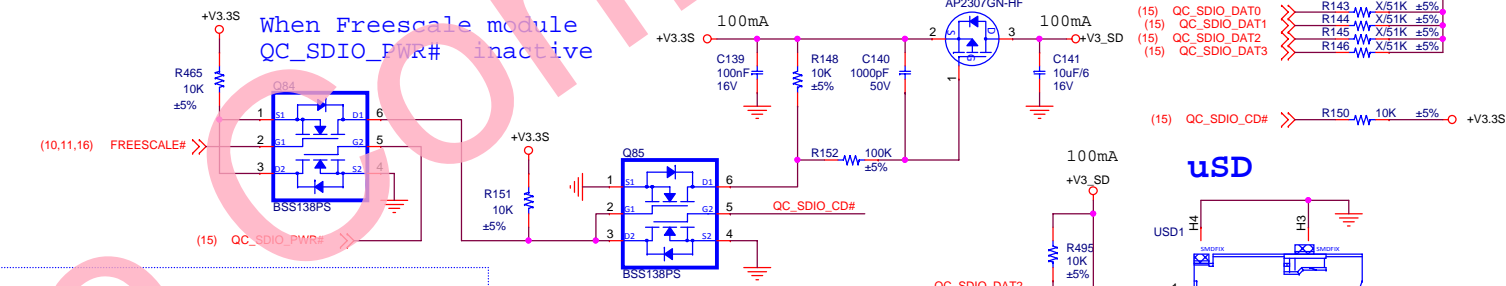 +V3.3S
When Freescale module
QC_SDIO_PWR# inactive
R465
10K
±5%
Q84
1 S1 D1 6
2 G1 G2 5
3 D2 S2 4
BSS138PS
(10,11,16) FREESCALE#
(15) QC_SDIO_PWR#
+V3.3S
R151
10K
±5%
Q85
1 S1 D1 6
2 G1 G2 5
3 D2 S2 4
BSS138PS
QC_SDIO_CD#
100mA
+V3.3S
C139
100nF
16V
R148
10K
±5%
C140
1000pF
50V
R152 100K
±5%
AP2307GN-HF
2 S D 3
G
1
100mA
+V3_SD
C141
10uF/6
16V
100mA
+V3_SD
R495
10K
±5%
QC_SDIO_DAT2
(15) QC_SDIO_DAT0 R143 X/51K ±5%
(15) QC_SDIO_DAT1 R144 X/51K ±5%
(15) QC_SDIO_DAT2 R145 X/51K ±5%
(15) QC_SDIO_DAT3 R146 X/51K ±5%
(15) QC_SDIO_CD# R150 10K ±5% +V3.3S
uSD
USD1
H4
H3
SMDFIX
SMDFIX